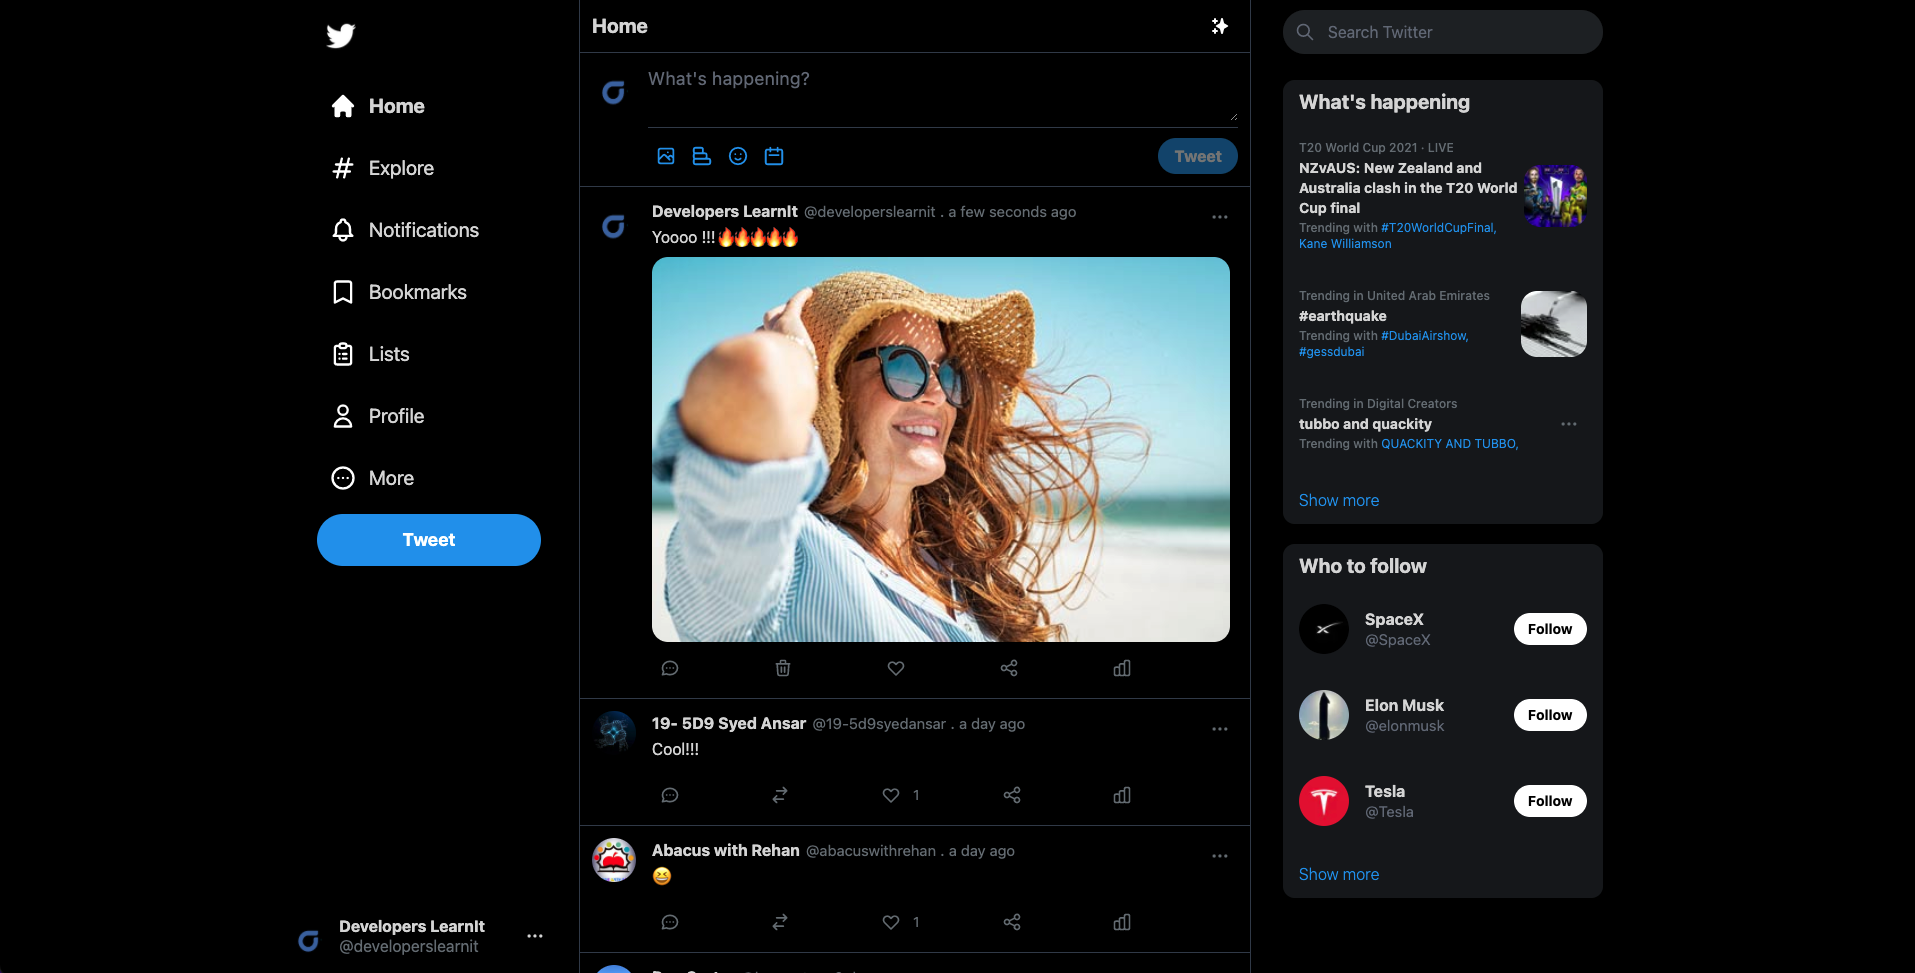 Home
Explore
Notifications
Bookmarks
Lists
Profile
More
Tweet
Developers LearnIt
@developerslearnit
Home
What's happening?
Tweet
Developers LearnIt @developerslearnit . a few seconds ago
Yoooo !!!🔥🔥🔥🔥🔥
19- 5D9 Syed Ansar @19-5d9syedansar . a day ago
Cool!!!
1
Abacus with Rehan @abacuswithrehan . a day ago
😆
1
Search Twitter
What's happening
T20 World Cup 2021 · LIVE
NZvAUS: New Zealand and
Australia clash in the T20 World
Cup final
Trending with #T20WorldCupFinal,
Kane Williamson
Trending in United Arab Emirates
#earthquake
Trending with #DubaiAirshow,
#gessdubai
Trending in Digital Creators
tubbo and quackity
Trending with QUACKITY AND TUBBO,
Show more
Who to follow
SpaceX
@SpaceX
Follow
Elon Musk
@elonmusk
Follow
Tesla
@Tesla
Follow
Show more